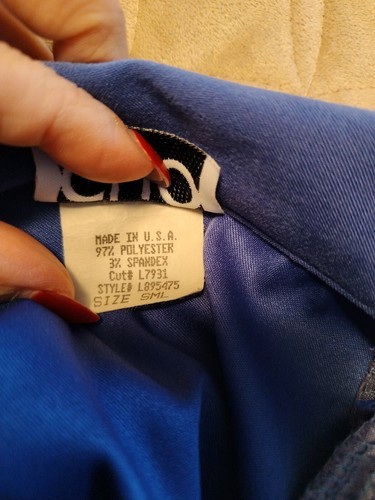 MADE IN U.S.A.
97% POLYESTER
3% SPANDEX
Cut# L7931
STYLE# L895475
SIZE SML